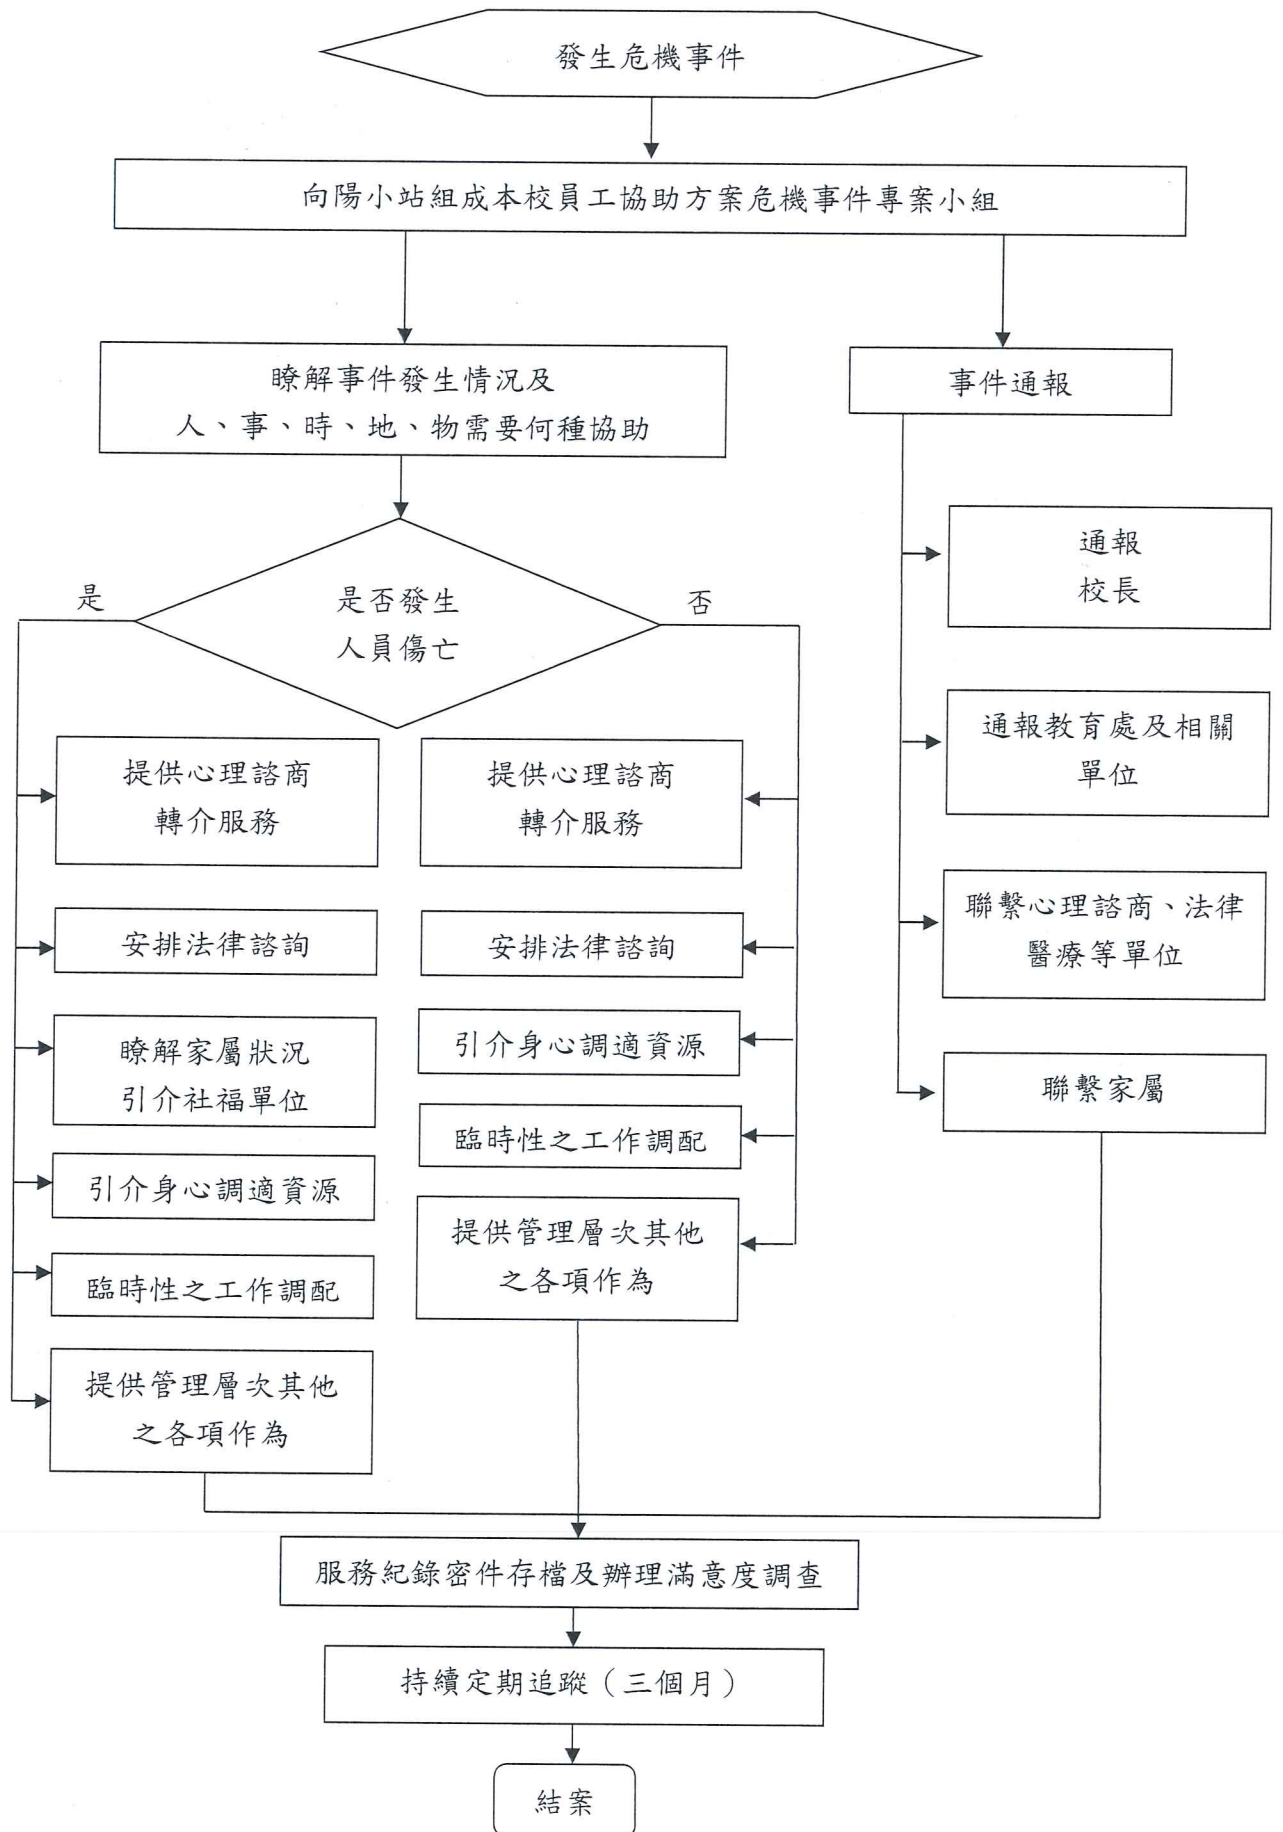 發生危機事件
向陽小站組成本校員工協助方案危機事件專案小組
瞭解事件發生情況及
人、事、時、地、物需要何種協助
事件通報
是
是否發生
人員傷亡
否
通報
校長
通報教育處及相關
單位
聯繫心理諮商、法律
醫療等單位
聯繫家屬
提供心理諮商
轉介服務
安排法律諮詢
瞭解家屬狀況
引介社福單位
引介身心調適資源
臨時性之工作調配
提供管理層次其他
之各項作為
提供心理諮商
轉介服務
安排法律諮詢
引介身心調適資源
臨時性之工作調配
提供管理層次其他
之各項作為
服務紀錄密件存檔及辦理滿意度調查
持續定期追蹤（三個月）
結案